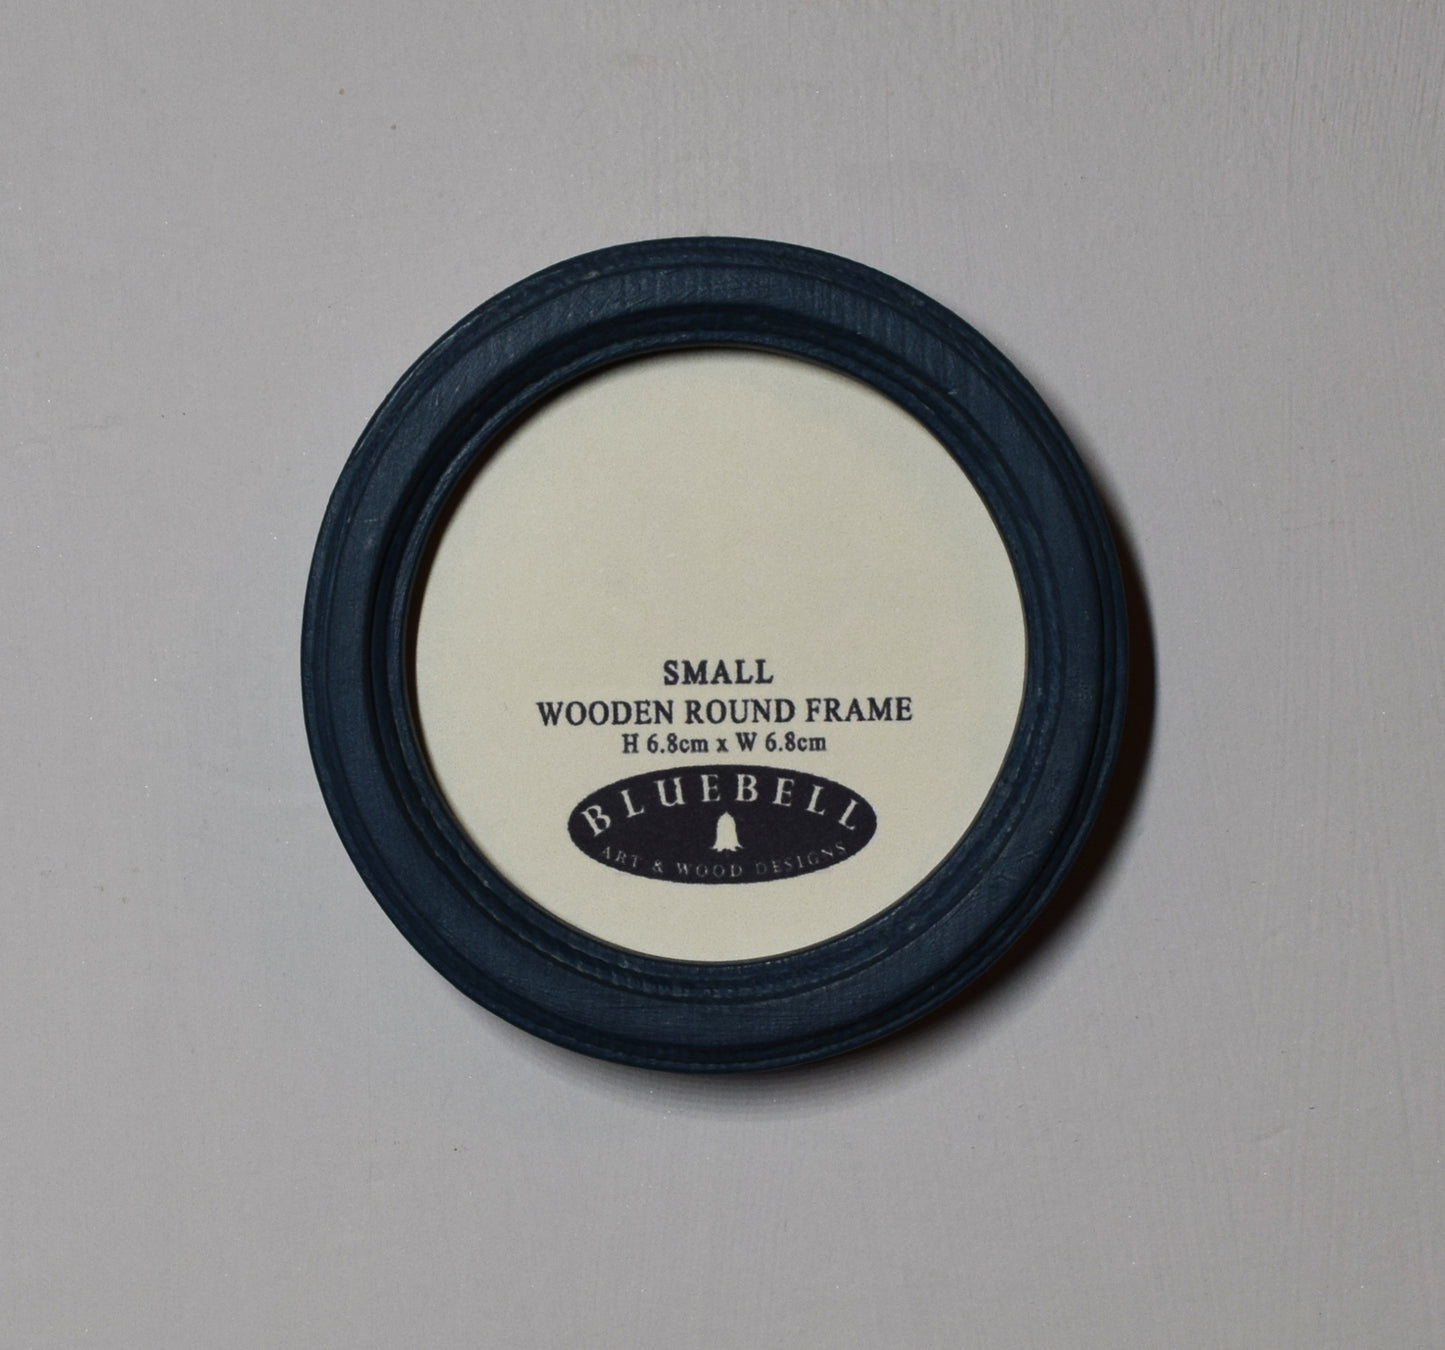 SMALL
WOODEN ROUND FRAME
H 6.8cm x W 6.8cm
BLUEBELL
ART & WOOD DESIGNS